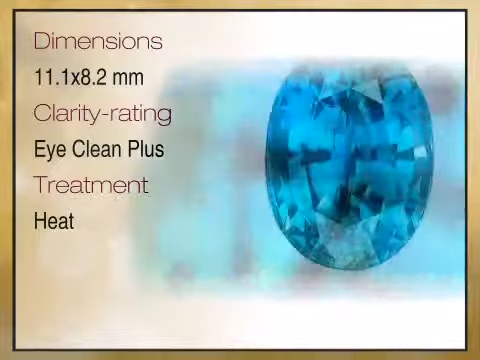 Dimensions
11.1x8.2 mm
Clarity-rating
Eye Clean Plus
Treatment
Heat